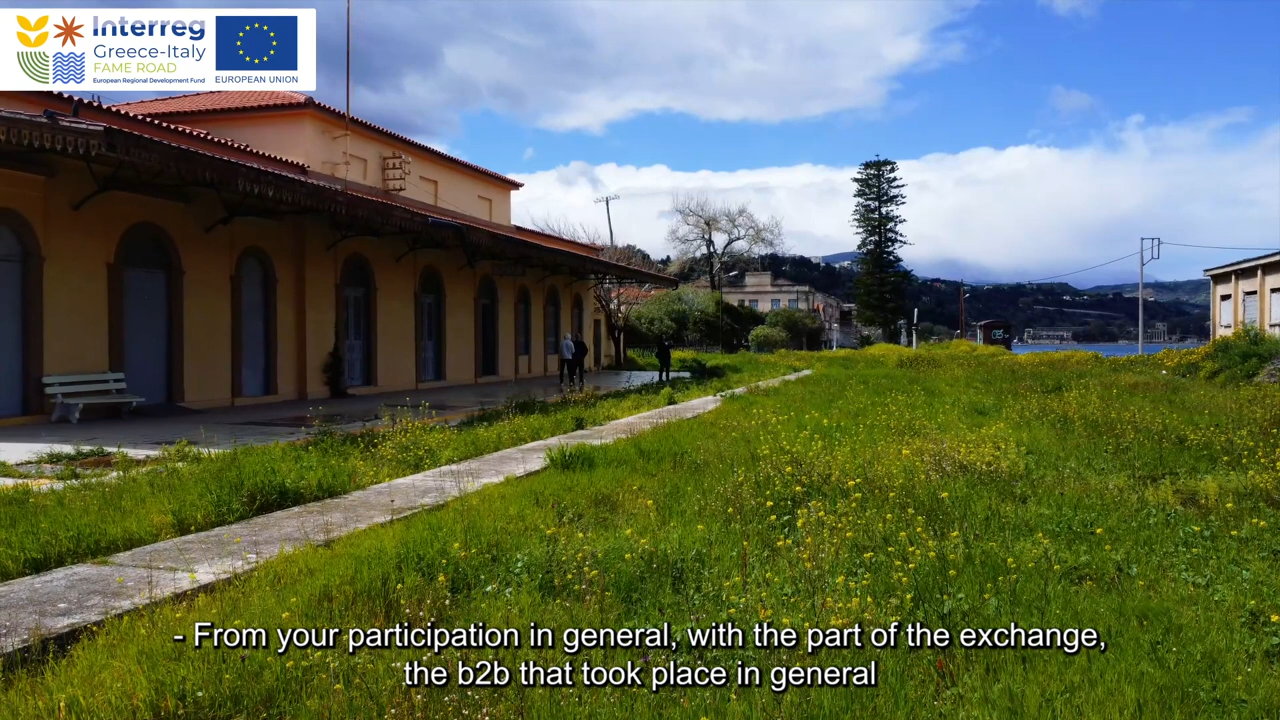 Interreg
Greece-Italy
FAME ROAD
European Regional Development Fund
EUROPEAN UNION
- From your participation in general, with the part of the exchange,
the b2b that took place in general